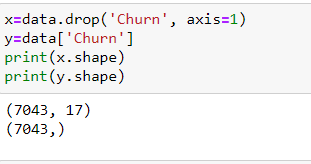 x=data.drop('Churn', axis=1)
y=data['Churn']
print(x.shape)
print(y.shape)
(7043, 17)
(7043,)